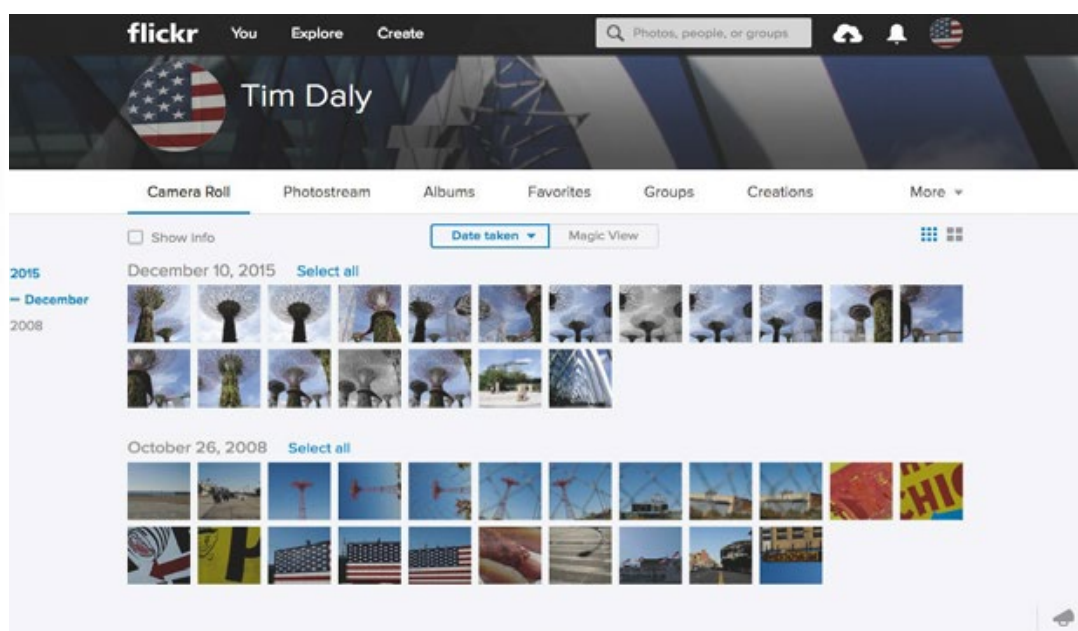 flickr You Explore Create Photos, people, or groups
Tim Daly
Camera Roll Photostream Albums Favorites Groups Creations More
Show Info Date taken Magic View
2015
December 10, 2015 Select all
– December
2008
October 26, 2008 Select all
CHIC
P